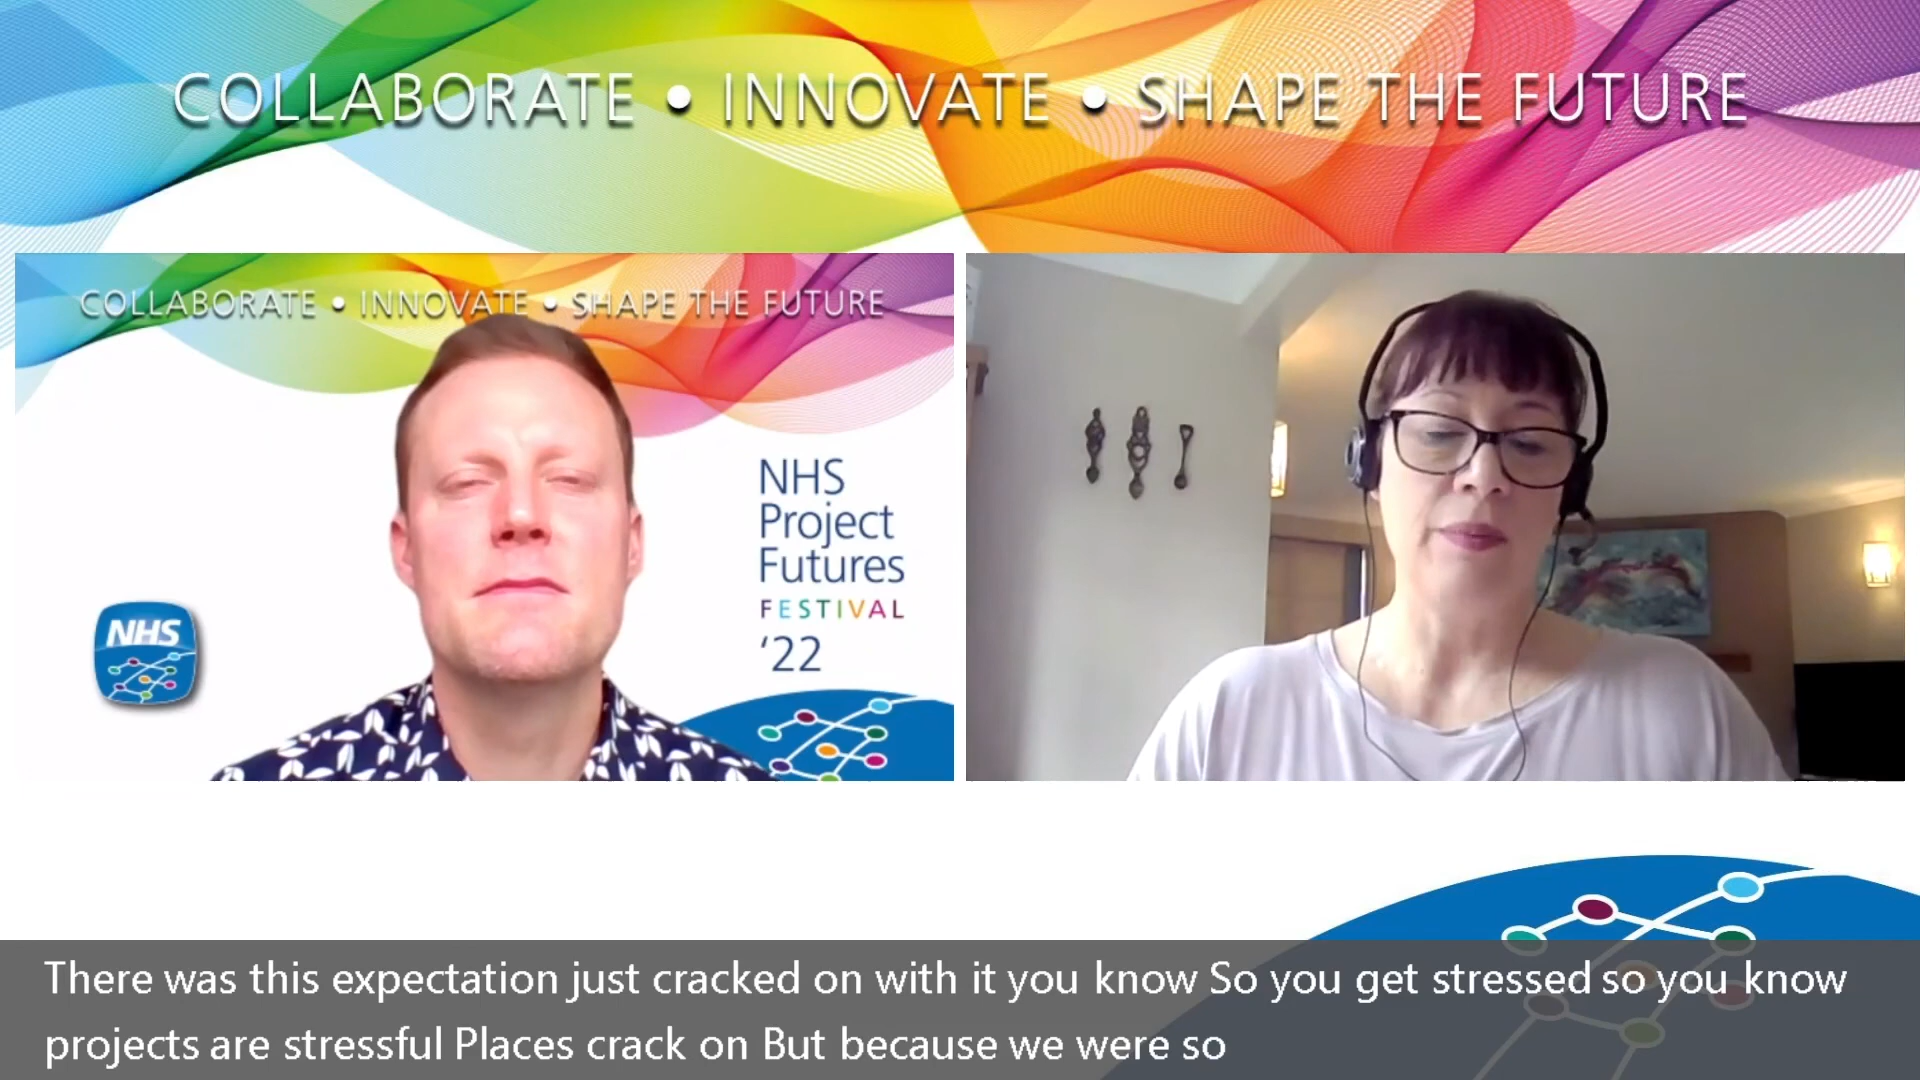 COLLABORATE • INNOVATE • SHAPE THE FUTURE
COLLABORATE • INNOVATE • SHAPE THE FUTURE
NHS
Project
Futures
FESTIVAL
'22
NHS
There was this expectation just cracked on with it you know So you get stressed so you know
projects are stressful Places crack on But because we were so